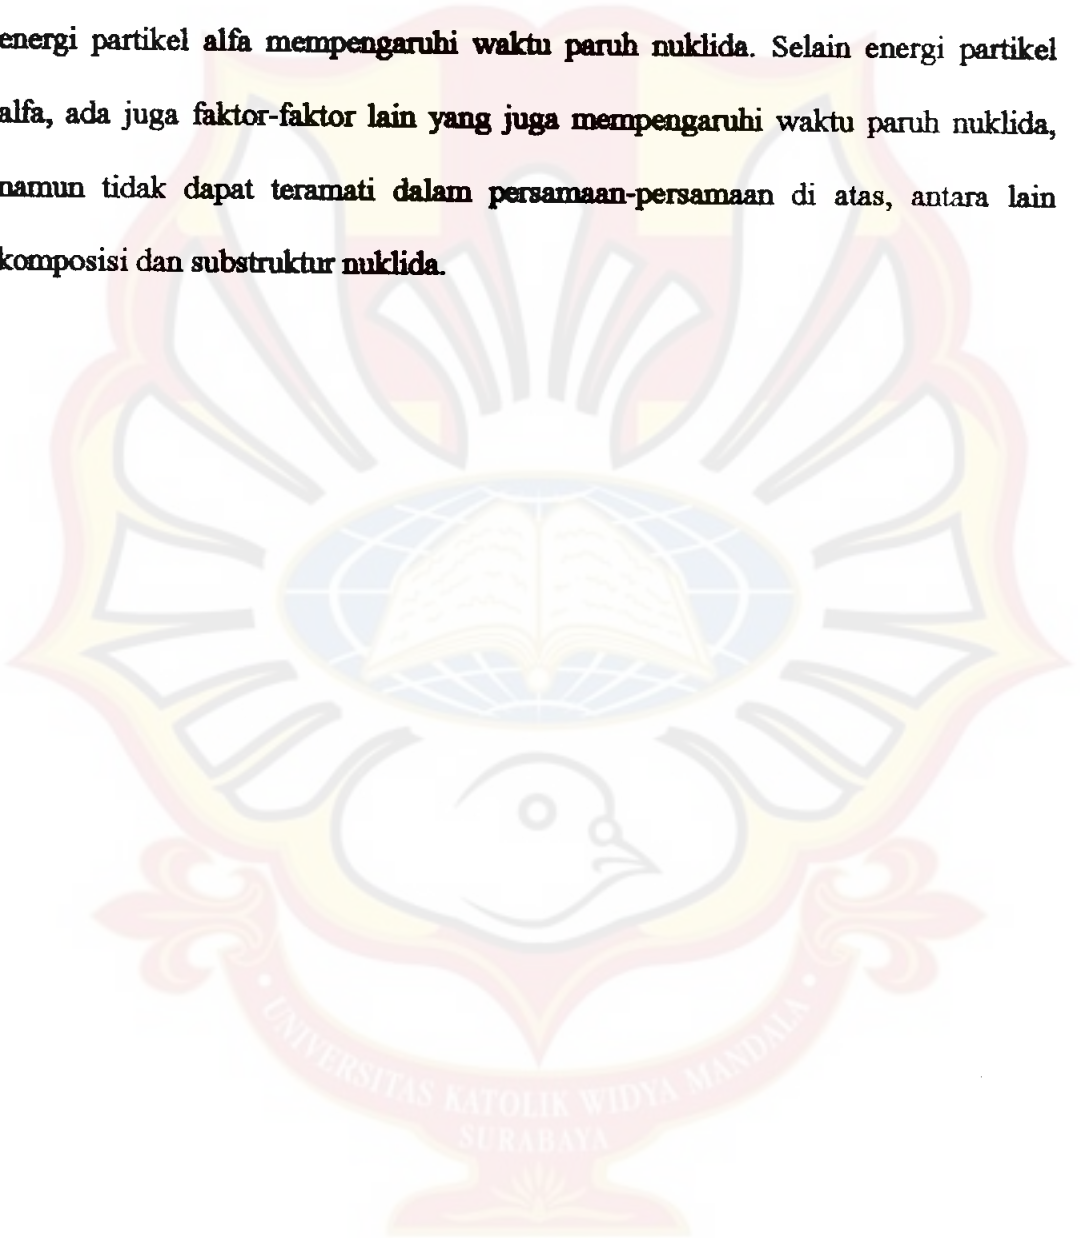 energi partikel alfa mempengaruhi waktu paruh nuklida. Selain energi partikel
alfa, ada juga faktor-faktor lain yang juga mempengaruhi waktu paruh nuklida,
namun tidak dapat teramati dalam persamaan-persamaan di atas, antara lain
komposisi dan substruktur nuklida.
• UNIVERSITAS KATOLIK WIDYA MANDALA •
SURABAYA